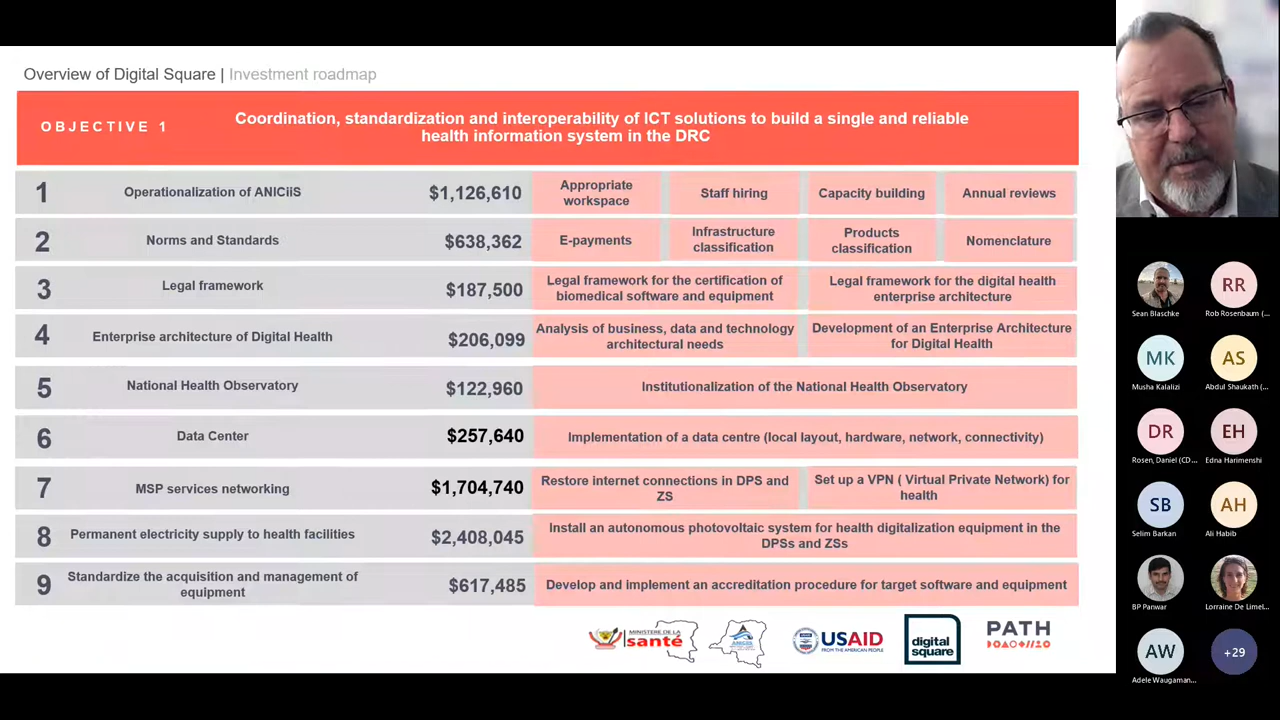 Overview of Digital Square | Investment roadmap
OBJECTIVE 1
Coordination, standardization and interoperability of ICT solutions to build a single and reliable
health information system in the DRC
1
Operationalization of ANICiiS
$1,126,610
Appropriate
workspace
Staff hiring
Capacity building
Annual reviews
2
Norms and Standards
$638,362
E-payments
Infrastructure
classification
Products
classification
Nomenclature
3
Legal framework
$187,500
Legal framework for the certification of
biomedical software and equipment
Legal framework for the digital health
enterprise architecture
4
Enterprise architecture of Digital Health
$206,099
Analysis of business, data and technology
architectural needs
Development of an Enterprise Architecture
for Digital Health
5
National Health Observatory
$122,960
Institutionalization of the National Health Observatory
6
Data Center
$257,640
Implementation of a data centre (local layout, hardware, network, connectivity)
7
MSP services networking
$1,704,740
Restore internet connections in DPS and
ZS
Set up a VPN ( Virtual Private Network) for
health
8
Permanent electricity supply to health facilities
$2,408,045
Install an autonomous photovoltaic system for health digitalization equipment in the
DPSs and ZSs
9
Standardize the acquisition and management of
equipment
$617,485
Develop and implement an accreditation procedure for target software and equipment
MINISTERE DE LA
santé
USAID
FROM THE AMERICAN PEOPLE
digital
square
PATH
Sean Blaschke
RR
Rob Rosenbaum (...
MK
Musha Kalalizi
AS
Abdul Shaukath (...
DR
Rosen, Daniel (CD...
EH
Edna Harimenshi
SB
Selim Barkan
AH
Ali Habib
BP Panwar
Lorraine De Limel...
AW
Adele Waugaman...
+29